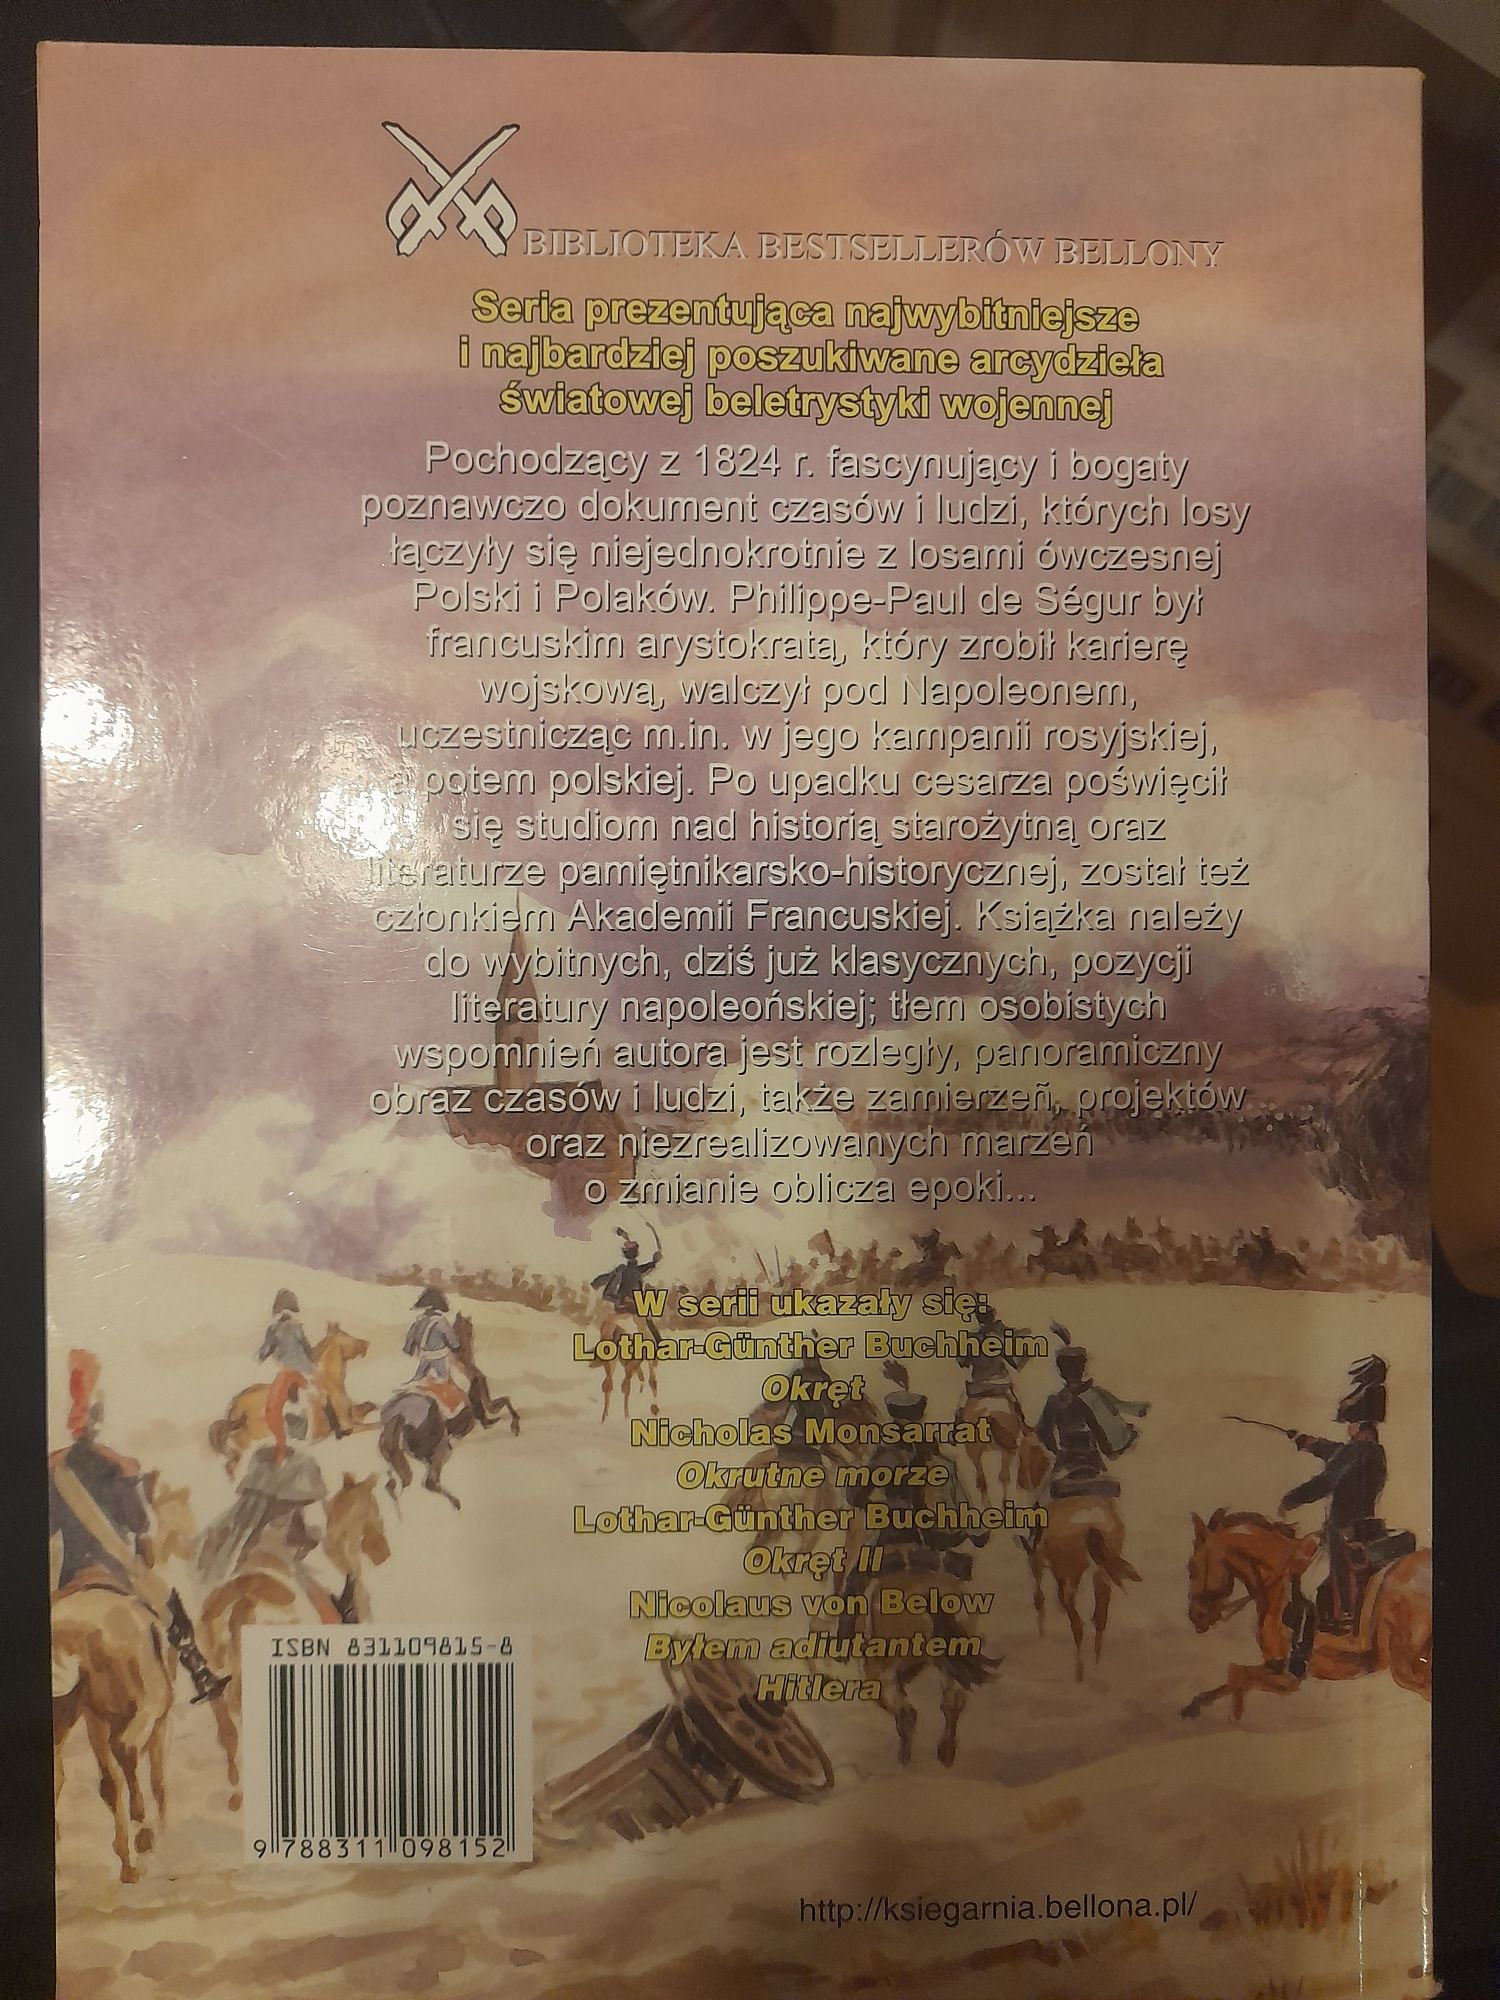 BIBLIOTEKA BESTSELLERÓW BELLONY
Seria prezentująca najwybitniejsze
i najbardziej poszukiwane arcydzieła
światowej beletrystyki wojennej
Pochodzący z 1824 r. fascynujący i bogaty
poznawczo dokument czasów i ludzi, których losy
łączyły się niejednokrotnie z losami ówczesnej
Polski i Polaków. Philippe-Paul de Ségur był
francuskim arystokratą, który zrobił karierę
wojskową, walczył pod Napoleonem,
uczestnicząc m.in. w jego kampanii rosyjskiej,
a potem polskiej. Po upadku cesarza poświęcił
się studiom nad historią starożytną oraz
literaturze pamiętnikarsko-historycznej, został też
członkiem Akademii Francuskiej. Książka należy
do wybitnych, dziś już klasycznych, pozycji
literatury napoleońskiej; tłem osobistych
wspomnień autora jest rozległy, panoramiczny
obraz czasów i ludzi, także zamierzeń, projektów
oraz niezrealizowanych marzeń
o zmianie oblicza epoki...
W serii ukazały się:
Lothar-Günther Buchheim
Okręt
Nicholas Monsarrat
Okrutne morze
Lothar-Günther Buchheim
Okręt II
Nicolaus von Below
Byłem adiutantem
Hitlera
ISBN 831109815-8
9 788311 098152
http://ksiegarnia.bellona.pl/